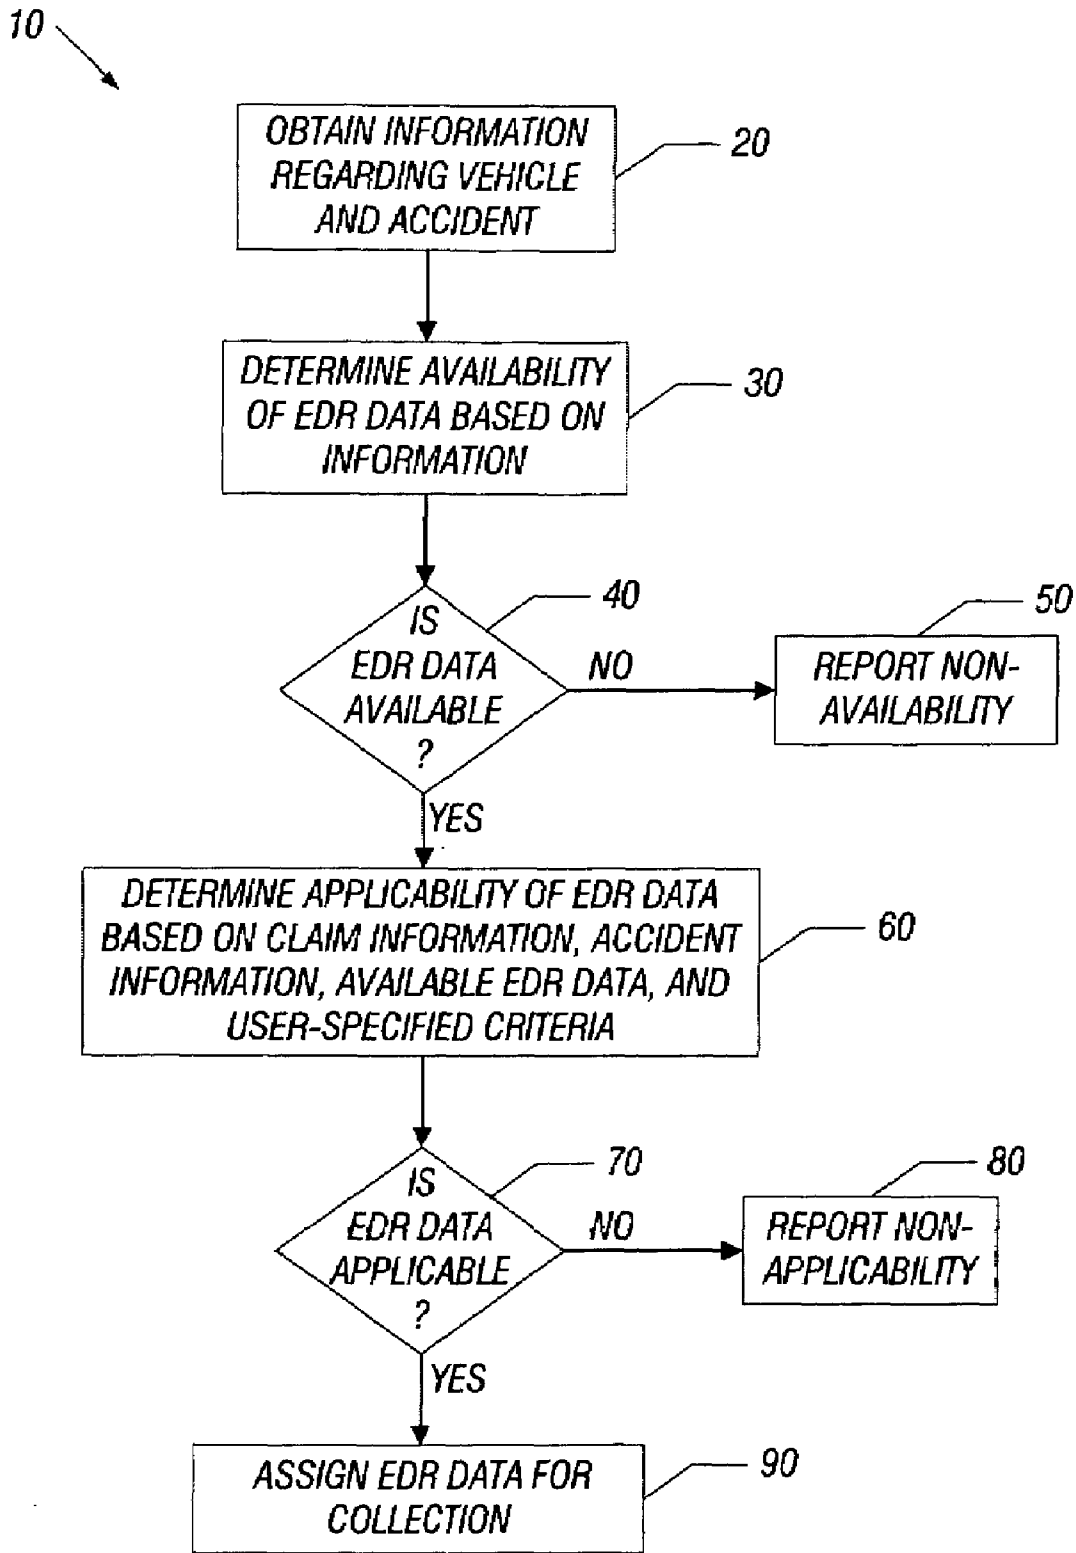 10
OBTAIN INFORMATION
REGARDING VEHICLE
AND ACCIDENT
20
DETERMINE AVAILABILITY
OF EDR DATA BASED ON
INFORMATION
30
IS
EDR DATA
AVAILABLE
?
40
NO
REPORT NON-
AVAILABILITY
50
YES
DETERMINE APPLICABILITY OF EDR DATA
BASED ON CLAIM INFORMATION, ACCIDENT
INFORMATION, AVAILABLE EDR DATA, AND
USER-SPECIFIED CRITERIA
60
IS
EDR DATA
APPLICABLE
?
70
NO
REPORT NON-
APPLICABILITY
80
YES
ASSIGN EDR DATA FOR
COLLECTION
90